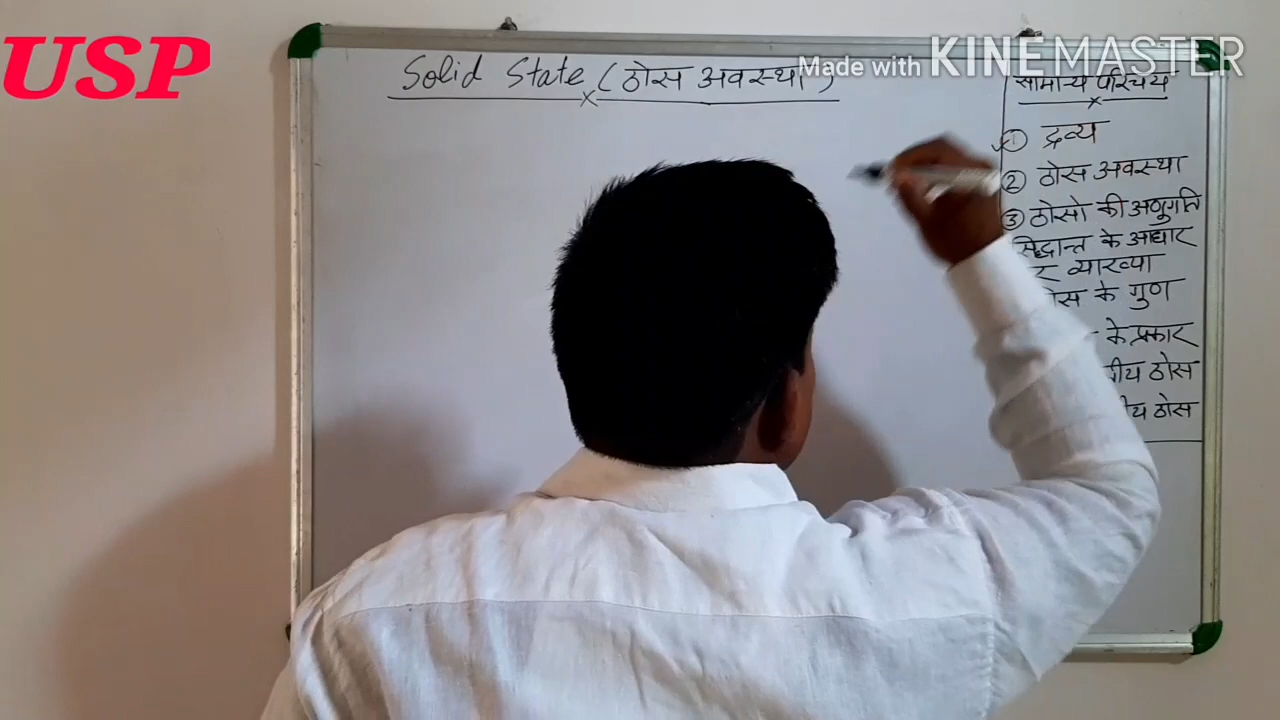 USP
Made with KINEMASTER
Solid State (ठोस अवस्था)
सामान्य परिचय
① द्रव्य
② ठोस अवस्था
③ ठोसो की अणुगति
सिद्धान्त के आधार
व्याख्या
के गुण
के प्रकार
ठोस
ठोस